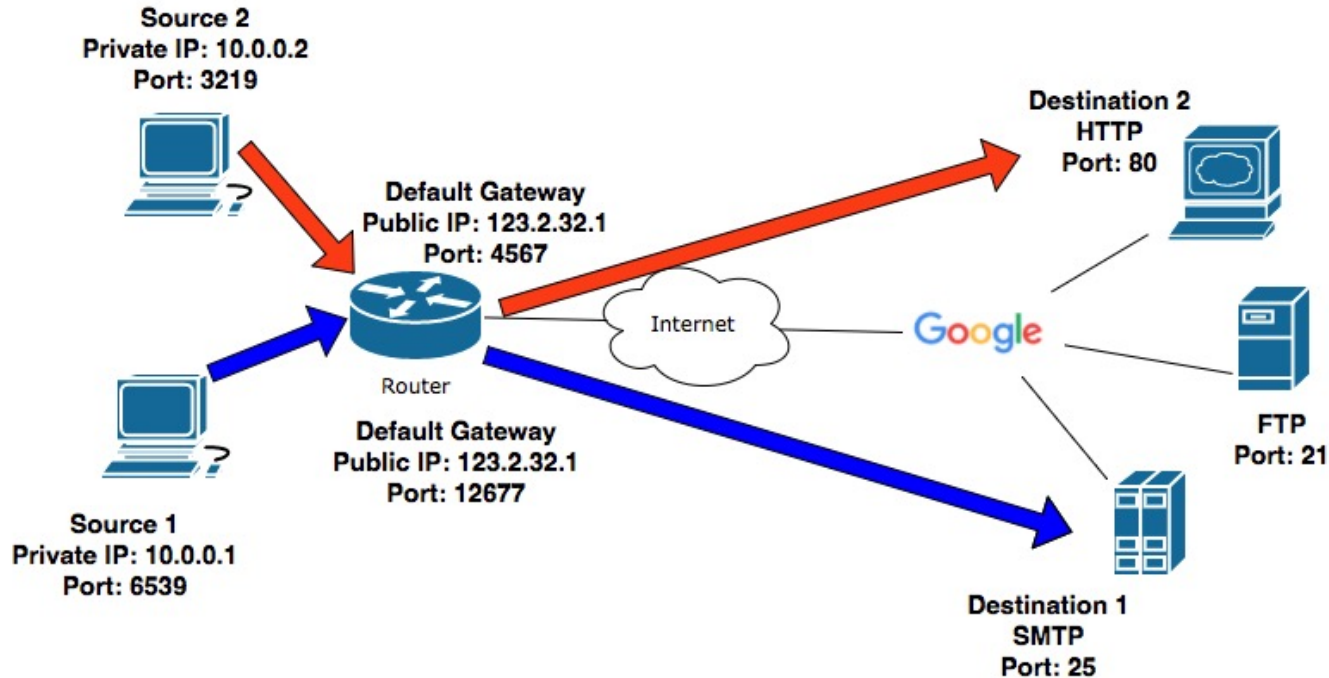 Source 2
Private IP: 10.0.0.2
Port: 3219
Destination 2
HTTP
Port: 80
Default Gateway
Public IP: 123.2.32.1
Port: 4567
Internet
Google
Router
Default Gateway
Public IP: 123.2.32.1
Port: 12677
FTP
Port: 21
Source 1
Private IP: 10.0.0.1
Port: 6539
Destination 1
SMTP
Port: 25